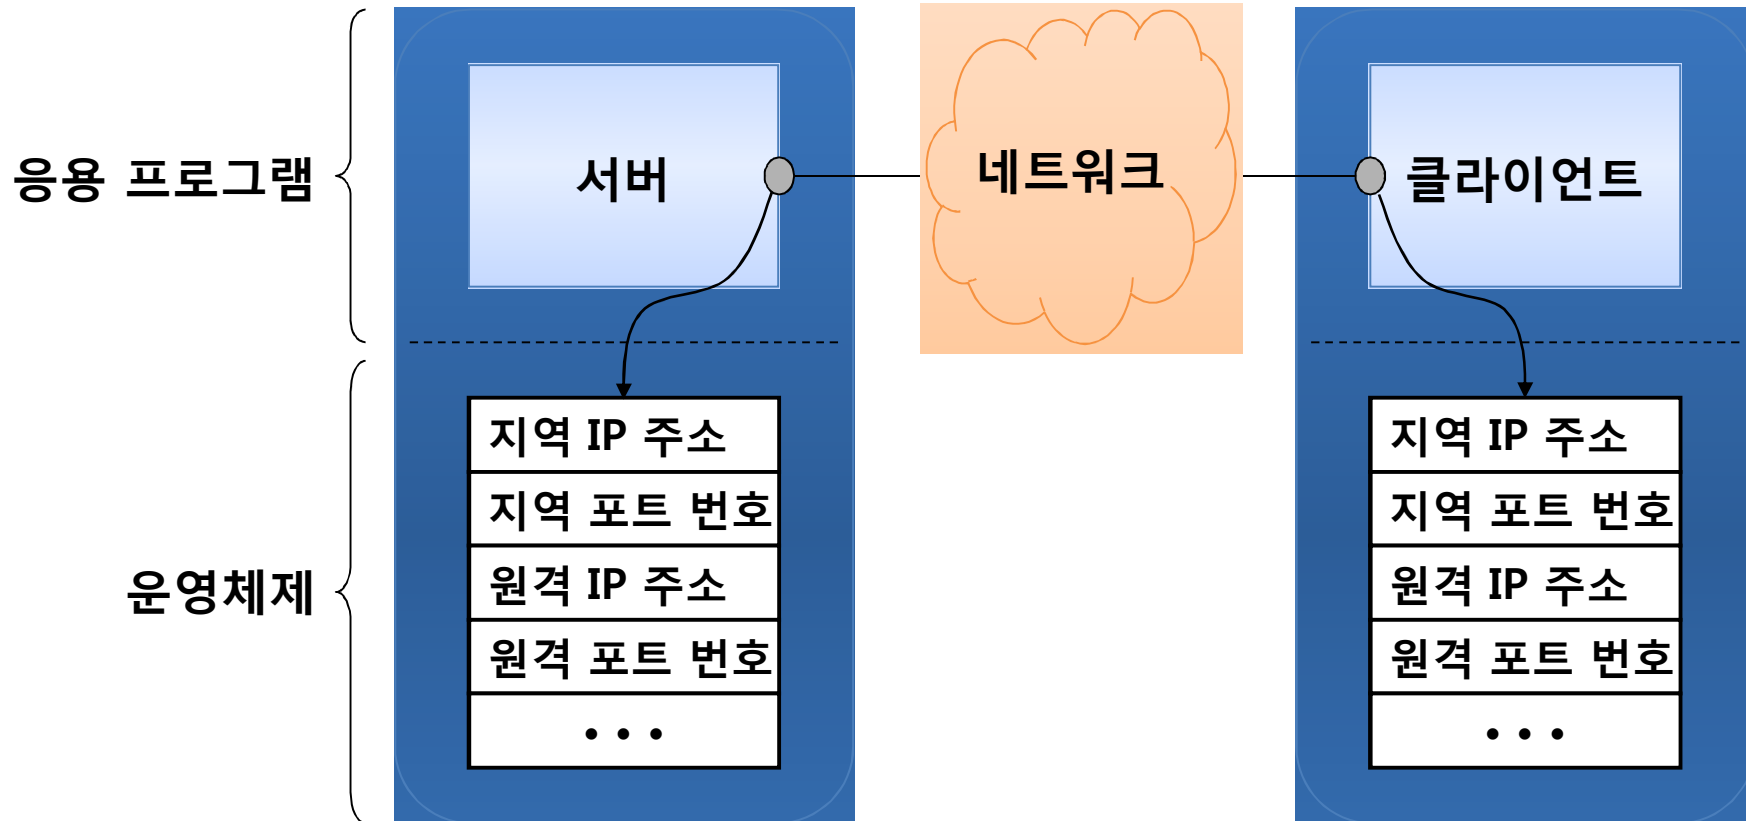 응용 프로그램
서버
네트워크
클라이언트
운영체제
지역 IP 주소
지역 포트 번호
원격 IP 주소
원격 포트 번호
• • •
지역 IP 주소
지역 포트 번호
원격 IP 주소
원격 포트 번호
• • •